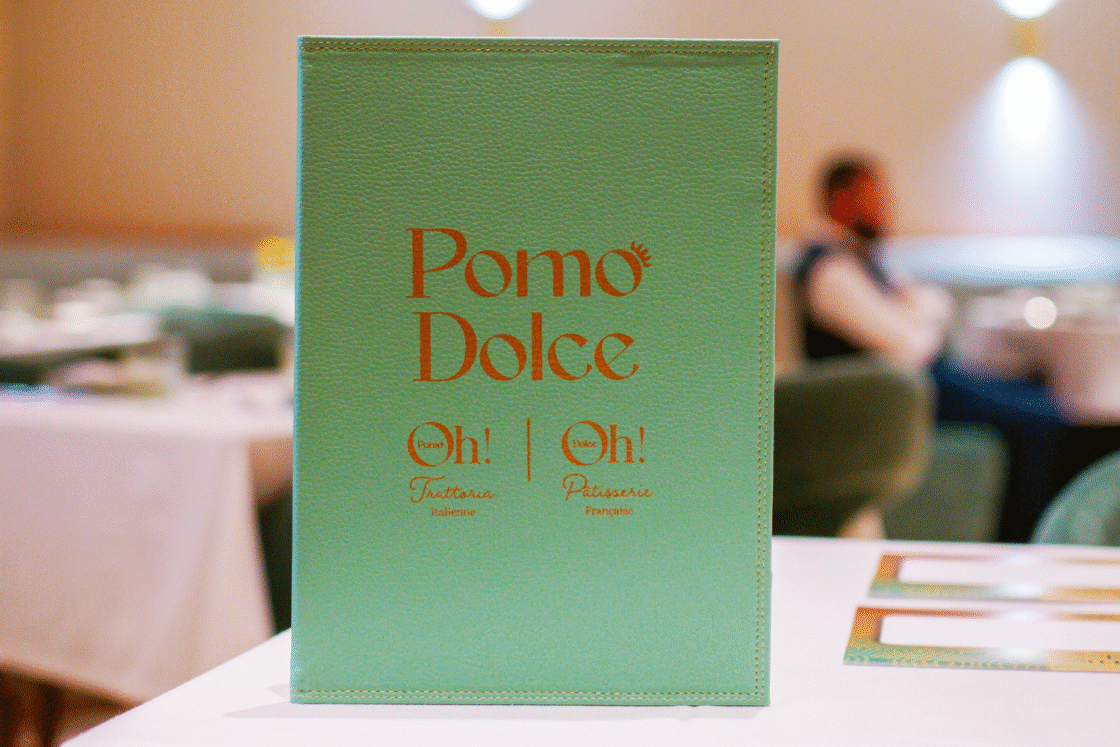 Pomo
Dolce
Oh!
Pomo
Trattoria
Italienne
Oh!
Dolce
Pâtisserie
Française